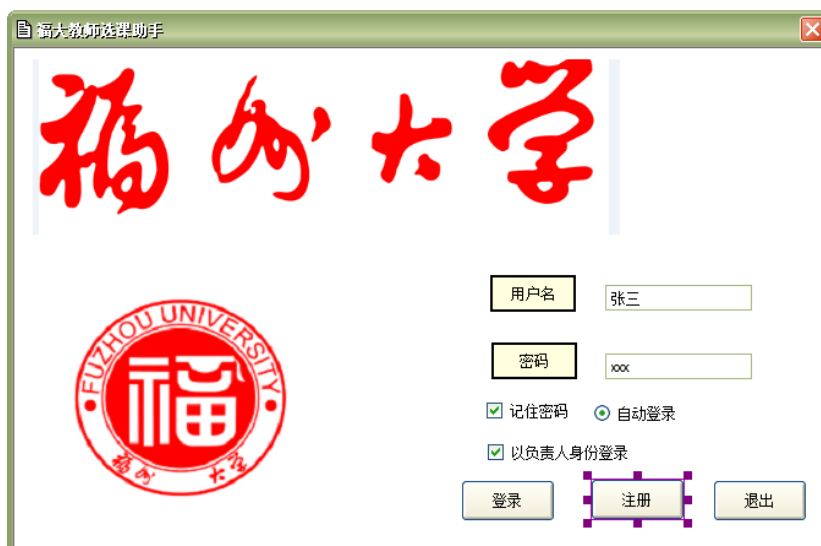 福大教师选课助手
福州大学
FUZHOU UNIVERSITY
福
福州大学
用户名 张三
密码 xxx
记住密码 自动登录
以负责人身份登录
登录 注册 退出